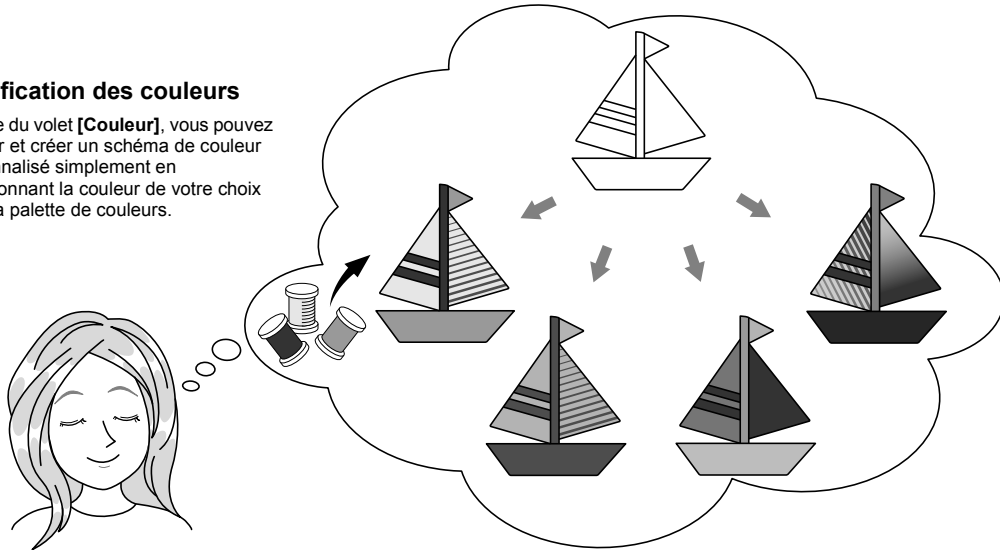 fication des couleurs
e du volet [Couleur], vous pouvez
r et créer un schéma de couleur
nnalisé simplement en
onnant la couleur de votre choix
a palette de couleurs.